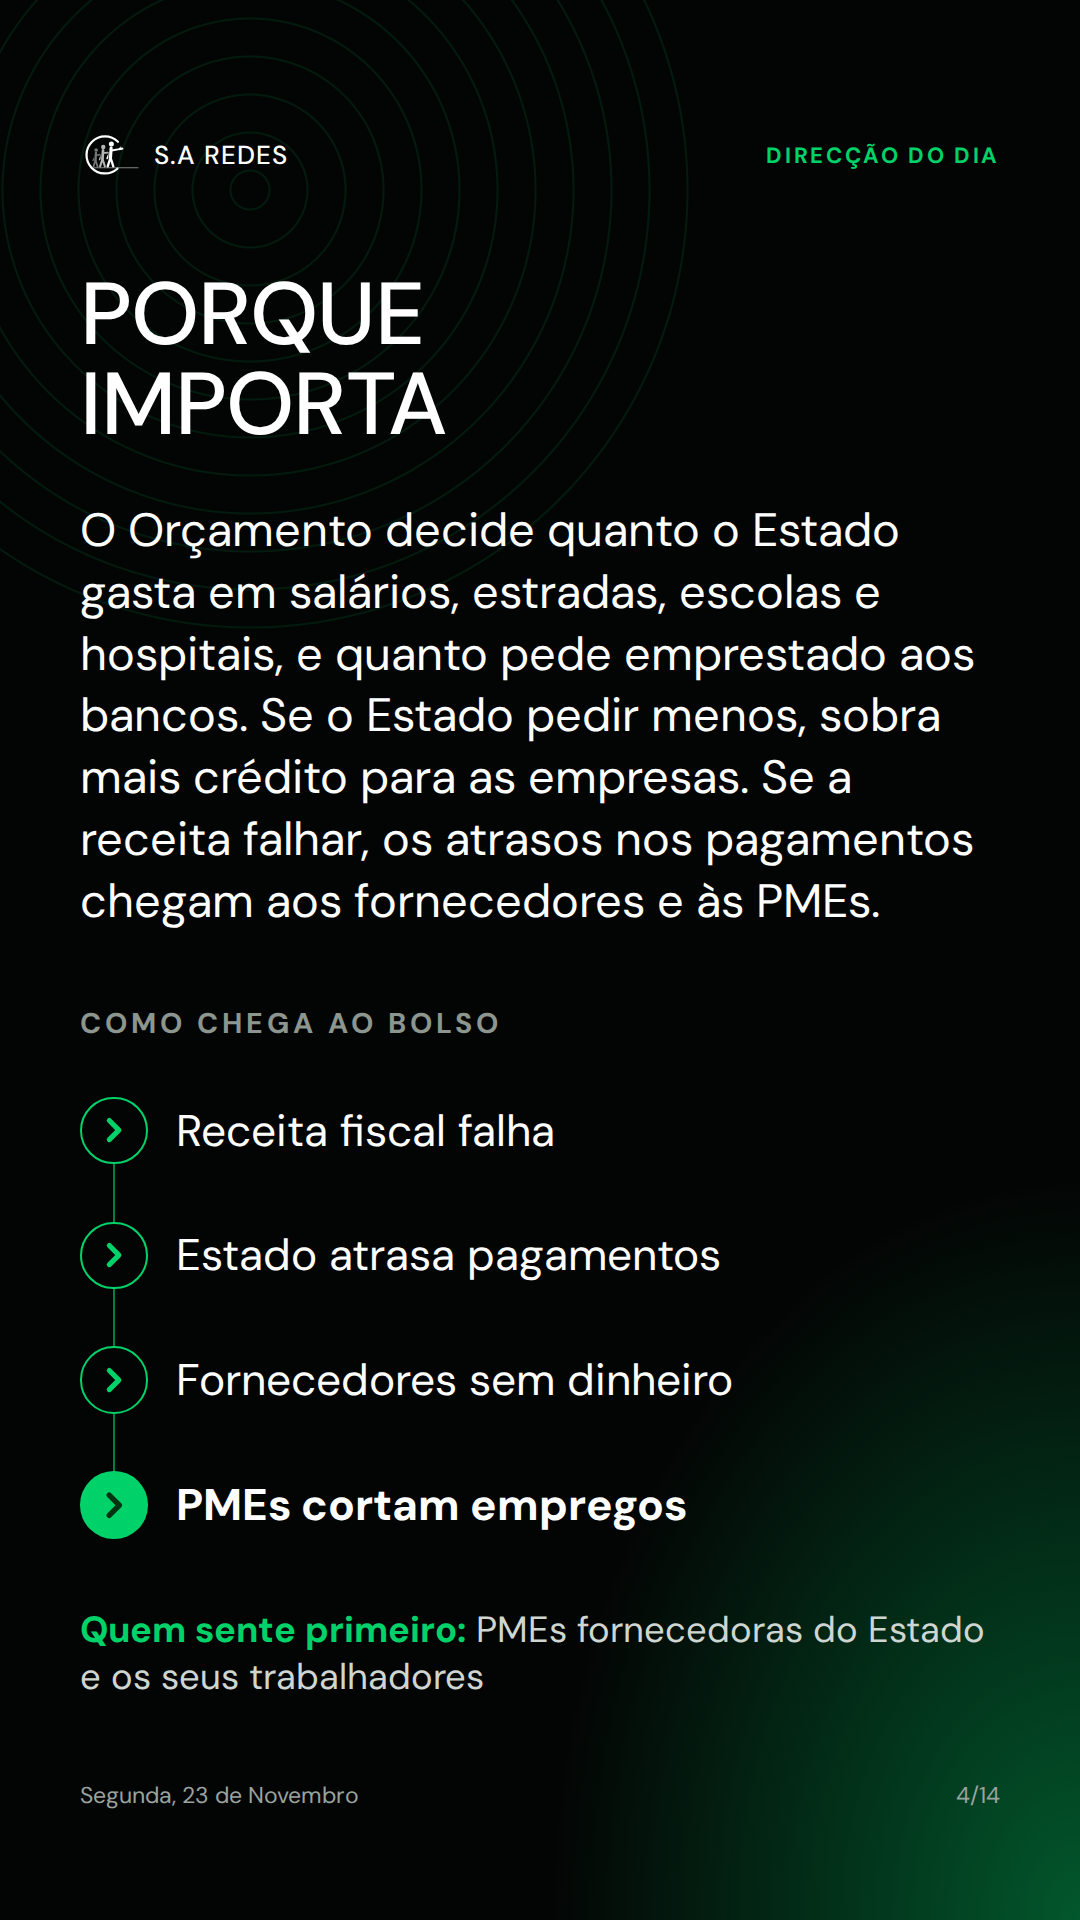 S.A REDES
DIRECÇÃO DO DIA
PORQUE
IMPORTA
O Orçamento decide quanto o Estado
gasta em salários, estradas, escolas e
hospitais, e quanto pede emprestado aos
bancos. Se o Estado pedir menos, sobra
mais crédito para as empresas. Se a
receita falhar, os atrasos nos pagamentos
chegam aos fornecedores e às PMEs.
COMO CHEGA AO BOLSO
Receita fiscal falha
Estado atrasa pagamentos
Fornecedores sem dinheiro
PMEs cortam empregos
Quem sente primeiro: PMEs fornecedoras do Estado
e os seus trabalhadores
Segunda, 23 de Novembro
4/14